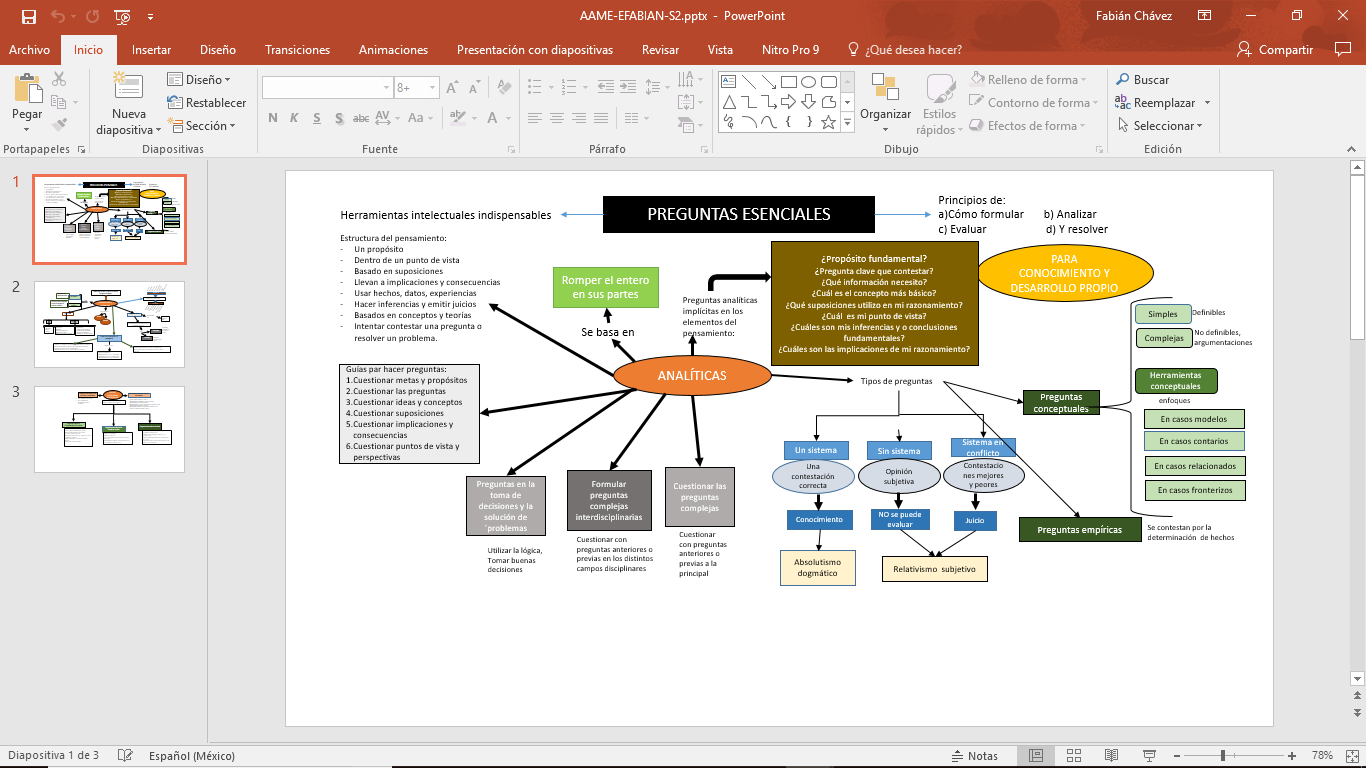 AAME-EFABIAN-S2.pptx - PowerPoint
Fabián Chávez
Archivo Inicio Insertar Diseño Transiciones Animaciones Presentación con diapositivas Revisar Vista Nitro Pro 9 ¿Qué desea hacer? Compartir
Pegar
Nueva
diapositiva
Diseño
Restablecer
Sección
8+
N K S S abc AV Aa A
Organizar
Estilos
rápidos
Relleno de forma
Contorno de forma
Efectos de forma
Buscar
Reemplazar
Seleccionar
Portapapeles Diapositivas Fuente Párrafo Dibujo Edición
1
2
3
PREGUNTAS ESENCIALES
Herramientas intelectuales indispensables
Principios de:
a)Cómo formular b) Analizar
c) Evaluar d) Y resolver
Estructura del pensamiento:
- Un propósito
- Dentro de un punto de vista
- Basado en suposiciones
- Llevan a implicaciones y consecuencias
- Usar hechos, datos, experiencias
- Hacer inferencias y emitir juicios
- Basados en conceptos y teorías
- Intentar contestar una pregunta o
resolver un problema.
Romper el entero
en sus partes
Se basa en
Preguntas analíticas
implícitas en los
elementos del
pensamiento:
¿Propósito fundamental?
¿Pregunta clave que contestar?
¿Qué información necesito?
¿Cuál es el concepto más básico?
¿Qué suposiciones utilizo en mi razonamiento?
¿Cuál es mi punto de vista?
¿Cuáles son mis inferencias y o conclusiones
fundamentales?
¿Cuáles son las implicaciones de mi razonamiento?
PARA
CONOCIMIENTO Y
DESARROLLO PROPIO
ANALÍTICAS
Guías par hacer preguntas:
1.Cuestionar metas y propósitos
2.Cuestionar las preguntas
3.Cuestionar ideas y conceptos
4.Cuestionar suposiciones
5.Cuestionar implicaciones y
consecuencias
6.Cuestionar puntos de vista y
perspectivas
Preguntas en la
toma de
decisiones y la
solución de
´problemas
Utilizar la lógica,
Tomar buenas
decisiones
Formular
preguntas
complejas
interdisciplinarias
Cuestionar con
preguntas anteriores o
previas en los distintos
campos disciplinares
Cuestionar las
preguntas
complejas
Cuestionar
con preguntas
anteriores o
previas a la
principal
Tipos de preguntas
Un sistema
Una
contestación
correcta
Conocimiento
Absolutismo
dogmático
Sin sistema
Opinión
subjetiva
NO se puede
evaluar
Sistema en
conflicto
Contestacio
nes mejores
y peores
Juicio
Relativismo subjetivo
Preguntas
conceptuales
Simples
Definibles
Complejas
No definibles,
argumentaciones
Herramientas
conceptuales
enfoques
En casos modelos
En casos contarios
En casos relacionados
En casos fronterizos
Preguntas empíricas
Se contestan por la
determinación de hechos
Diapositiva 1 de 3 Español (México) Notas 78%